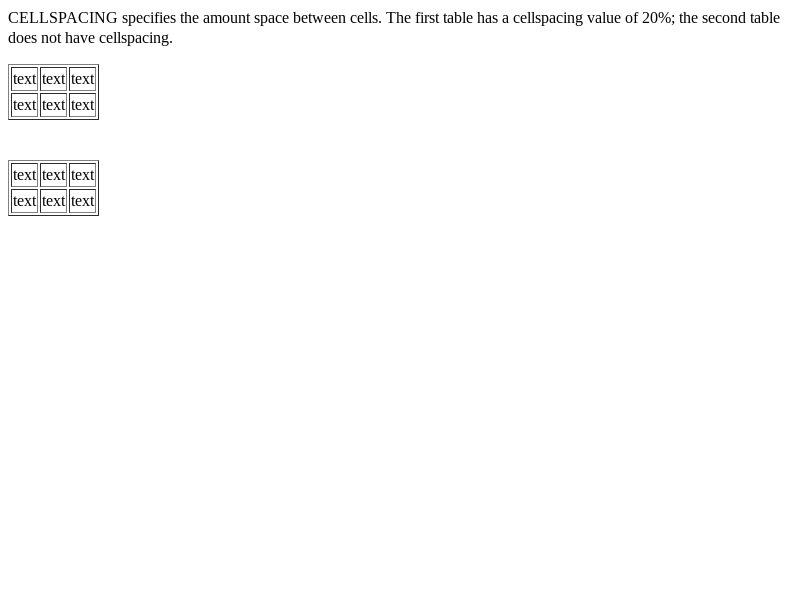 CELLSPACING specifies the amount space between cells. The first table has a cellspacing value of 20%; the second table
does not have cellspacing.
text text text
text text text
text text text
text text text